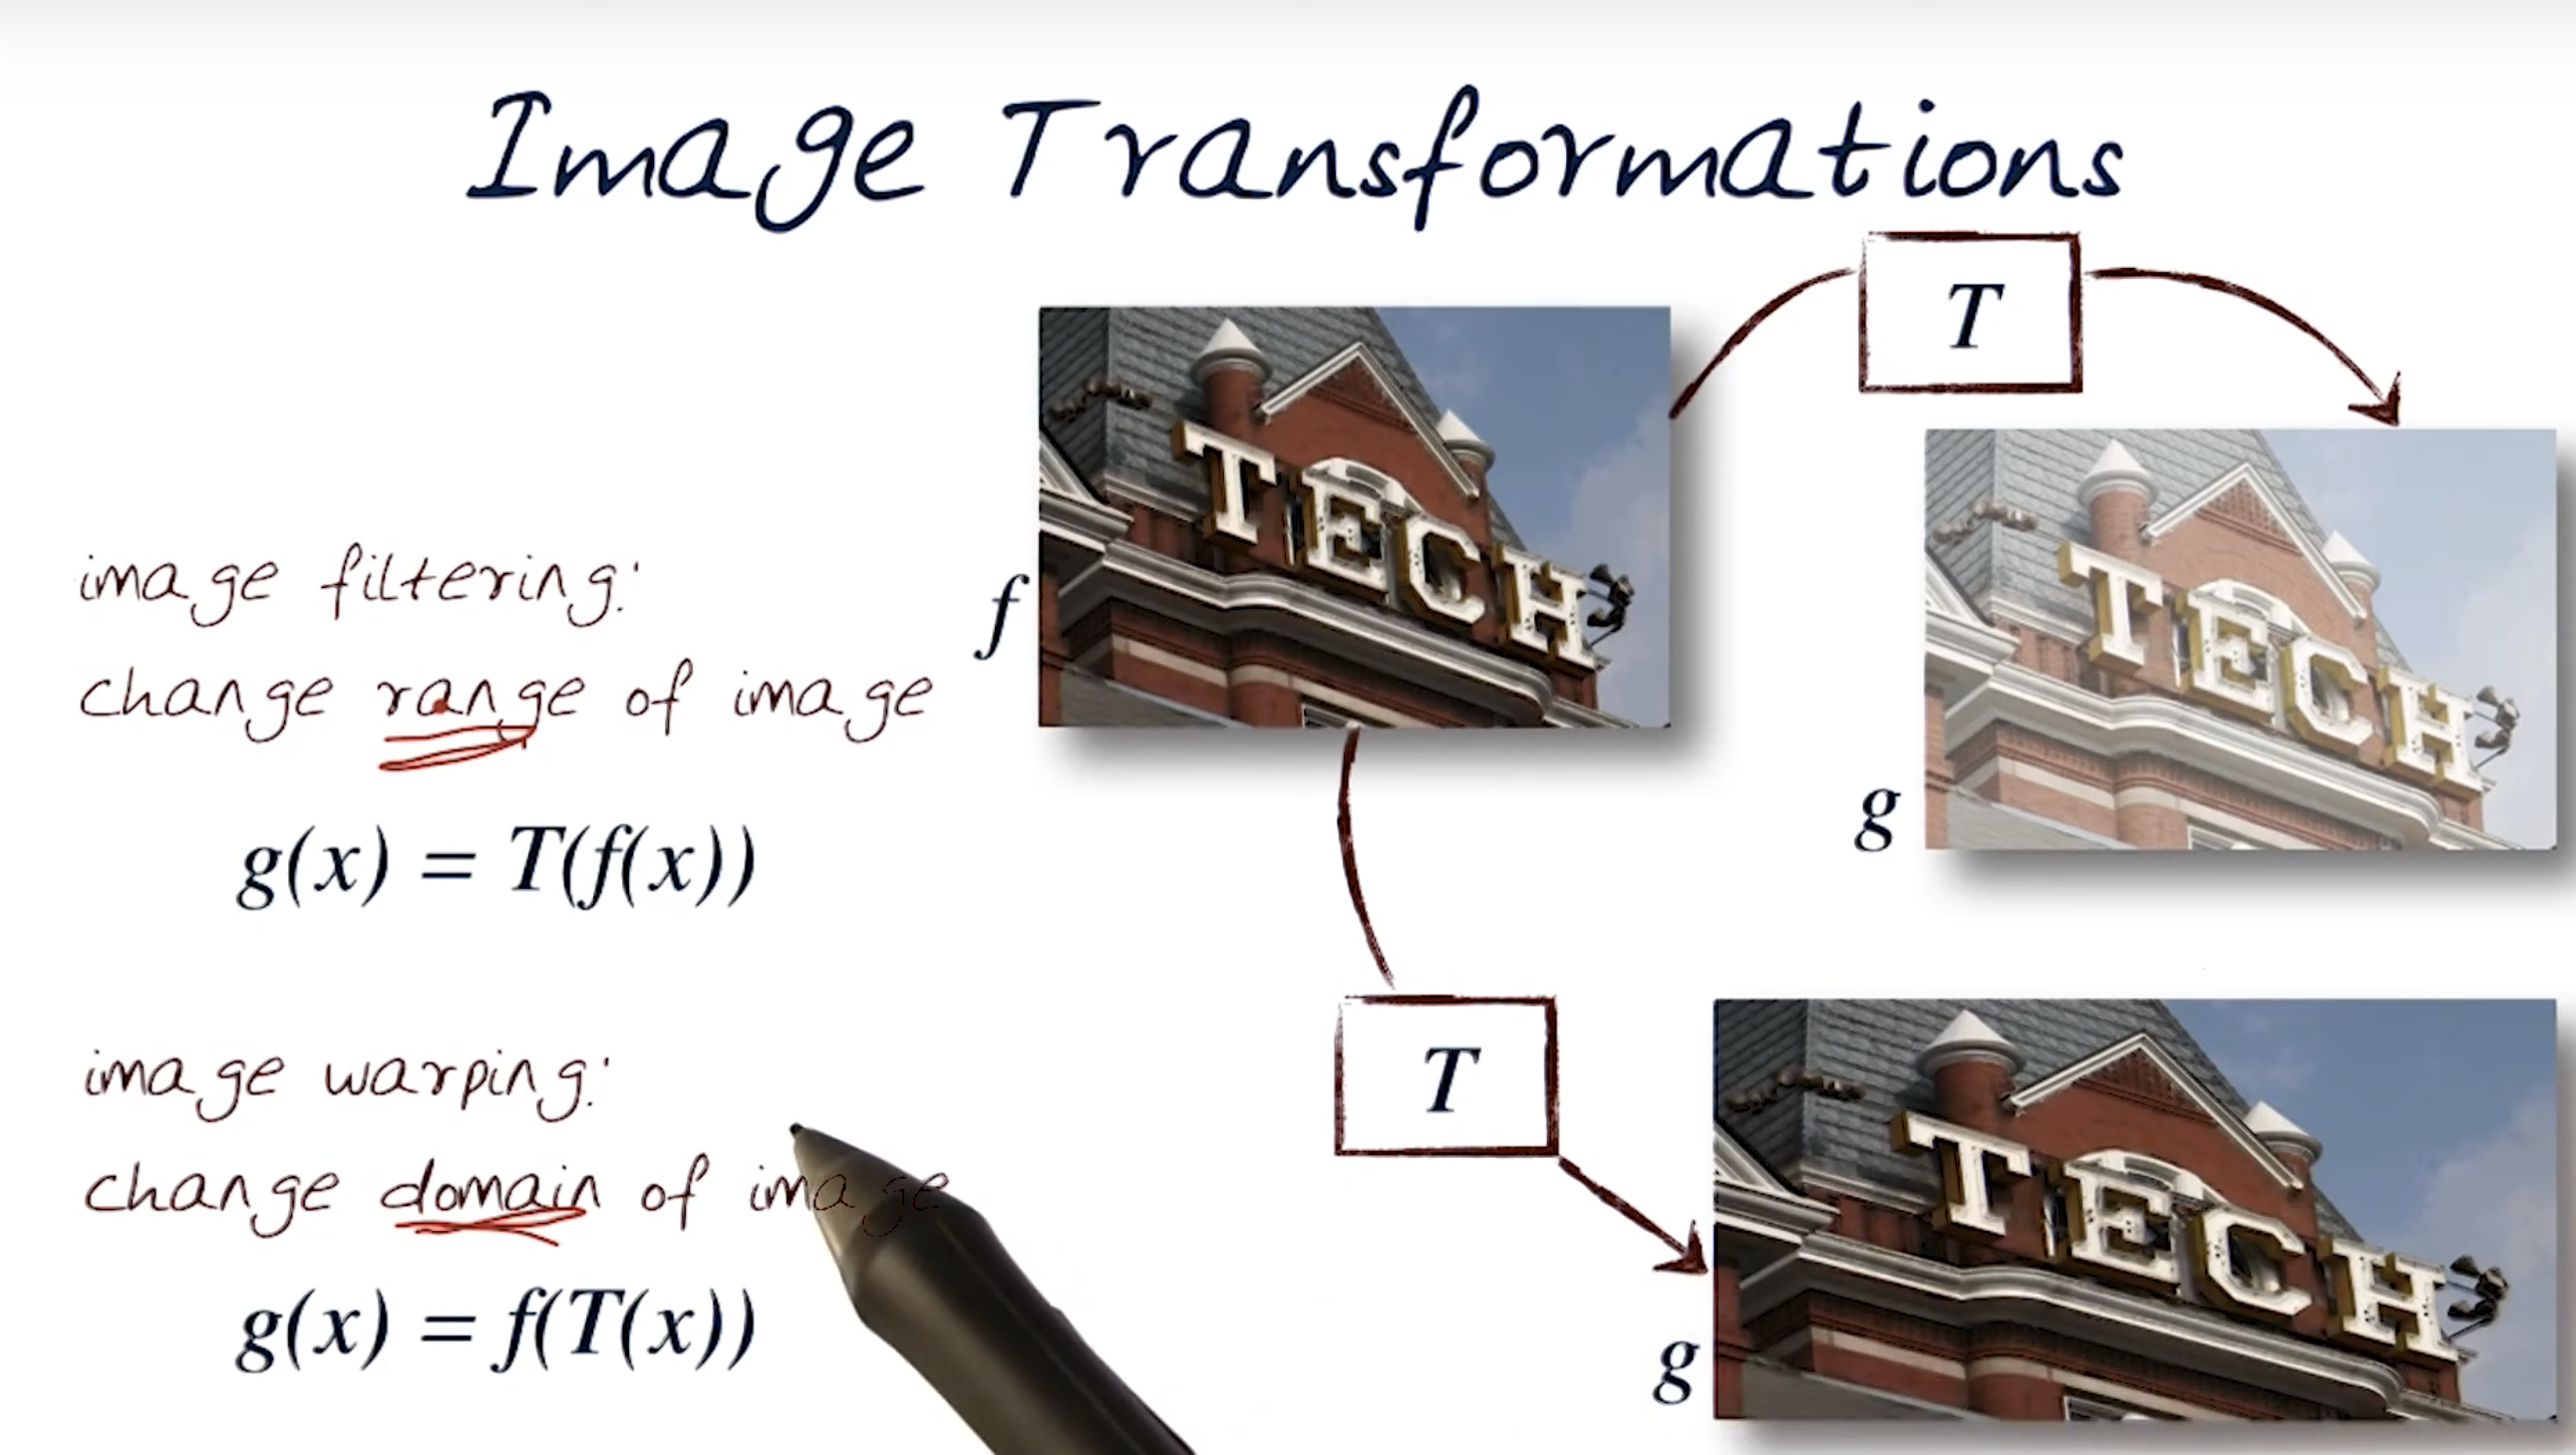 Image Transformations
T
f
TECH
TECH
g
image filtering:
change range of image
g(x) = T(f(x))
T
image warping:
change domain of image
g(x) = f(T(x))
TECH
g